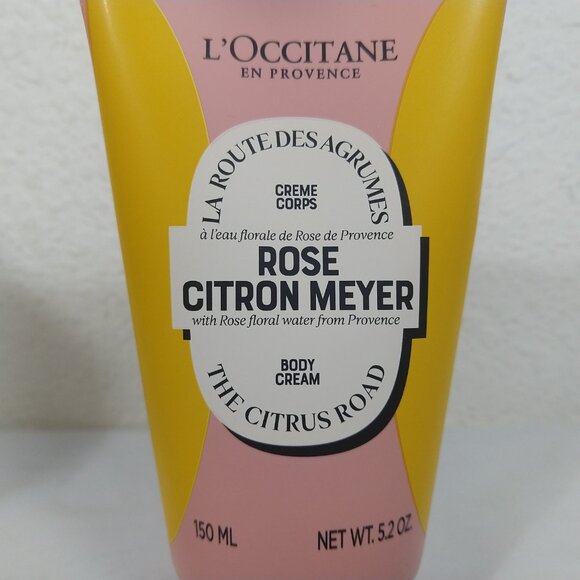 L'OCCITANE
EN PROVENCE
LA ROUTE DES AGRUMES
CREME
CORPS
à l'eau florale de Rose de Provence
ROSE
CITRON MEYER
with Rose floral water from Provence
BODY
CREAM
THE CITRUS ROAD
150 ML NET WT. 5.2 OZ.